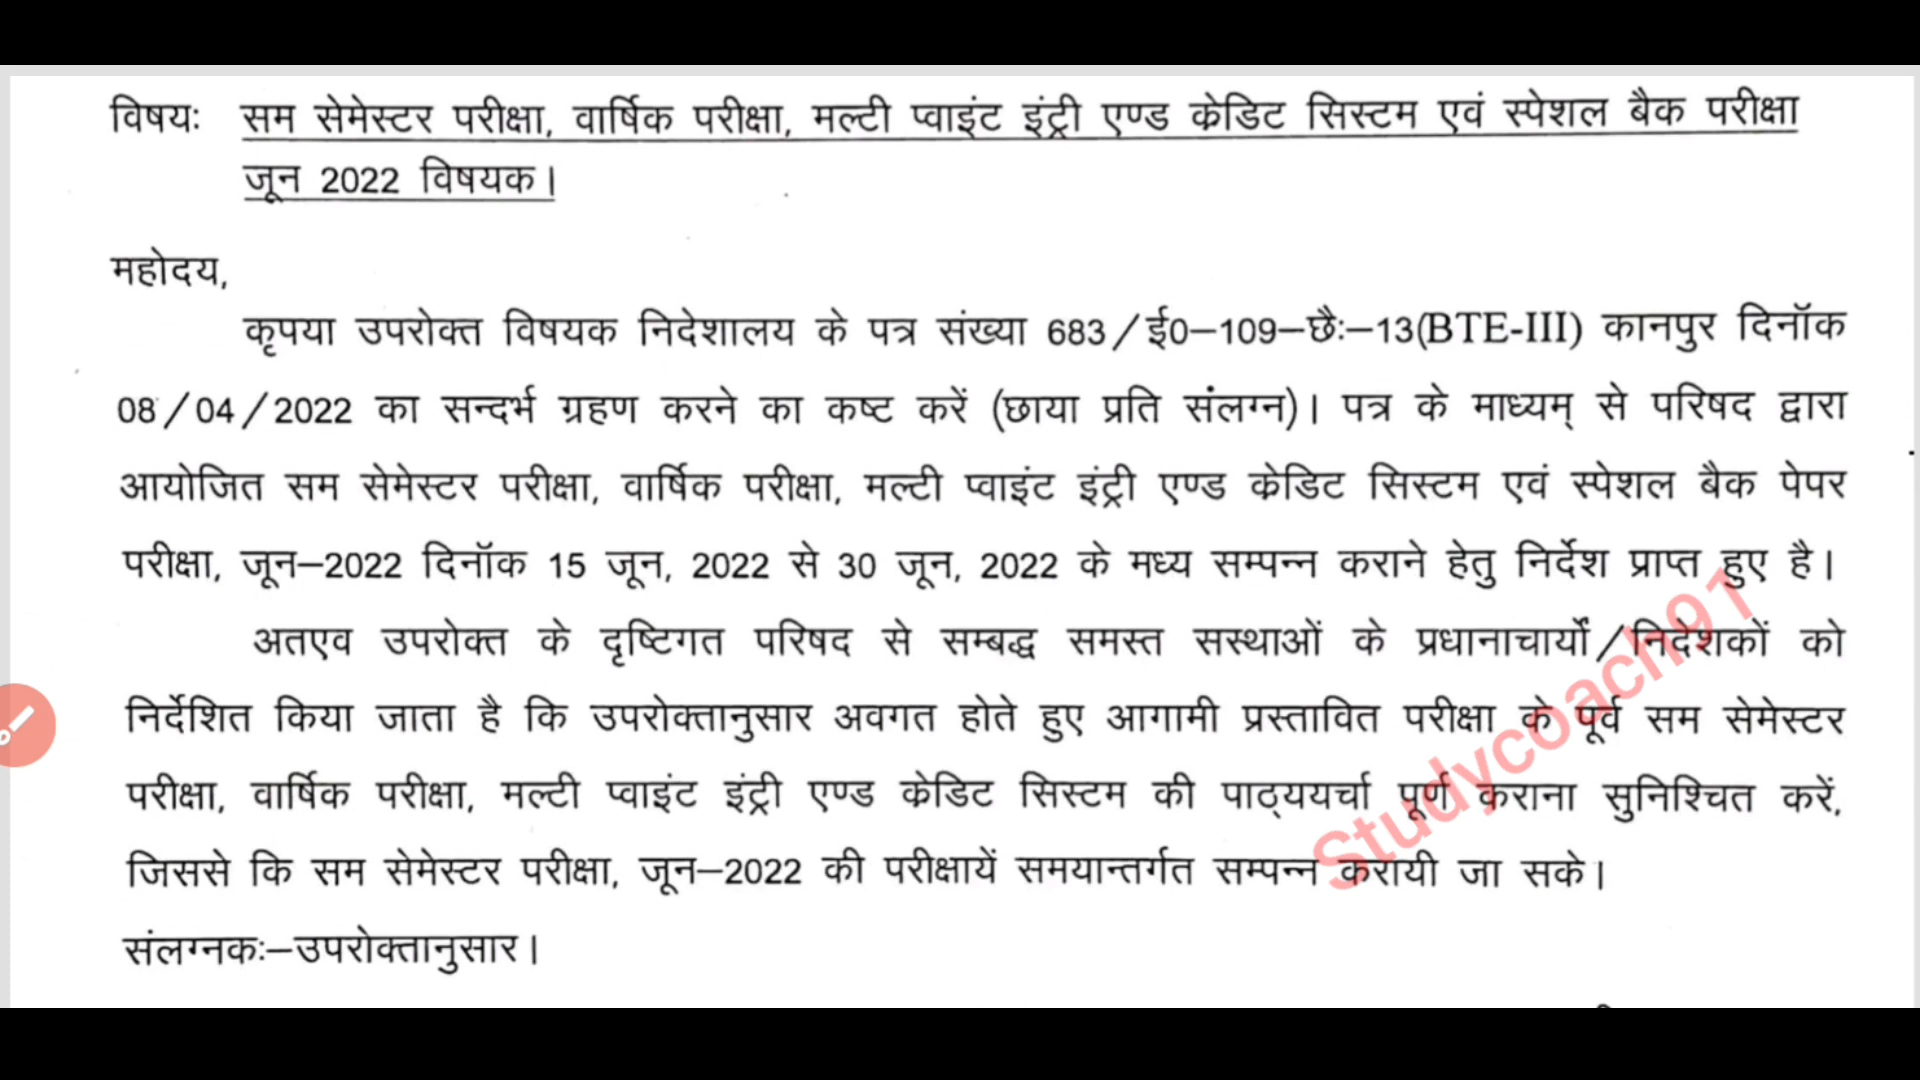 विषयः सम सेमेस्टर परीक्षा, वार्षिक परीक्षा, मल्टी प्वाइंट इंट्री एण्ड क्रेडिट सिस्टम एवं स्पेशल बैक परीक्षा
जून 2022 विषयक।
महोदय,
कृपया उपरोक्त विषयक निदेशालय के पत्र संख्या 683/ई0–109–छैः–13(BTE-III) कानपुर दिनॉक
08/04/2022 का सन्दर्भ ग्रहण करने का कष्ट करें (छाया प्रति संलग्न)। पत्र के माध्यम् से परिषद द्वारा
आयोजित सम सेमेस्टर परीक्षा, वार्षिक परीक्षा, मल्टी प्वाइंट इंट्री एण्ड क्रेडिट सिस्टम एवं स्पेशल बैक पेपर
परीक्षा, जून–2022 दिनॉक 15 जून, 2022 से 30 जून, 2022 के मध्य सम्पन्न कराने हेतु निर्देश प्राप्त हुए है।
अतएव उपरोक्त के दृष्टिगत परिषद से सम्बद्ध समस्त सस्थाओं के प्रधानाचार्यो/निदेशकों को
निर्देशित किया जाता है कि उपरोक्तानुसार अवगत होते हुए आगामी प्रस्तावित परीक्षा के पूर्व सम सेमेस्टर
परीक्षा, वार्षिक परीक्षा, मल्टी प्वाइंट इंट्री एण्ड क्रेडिट सिस्टम की पाठ्ययर्चा पूर्ण कराना सुनिश्चित करें,
जिससे कि सम सेमेस्टर परीक्षा, जून–2022 की परीक्षायें समयान्तर्गत सम्पन्न करायी जा सके।
संलग्नकः–उपरोक्तानुसार।
Studycoach91